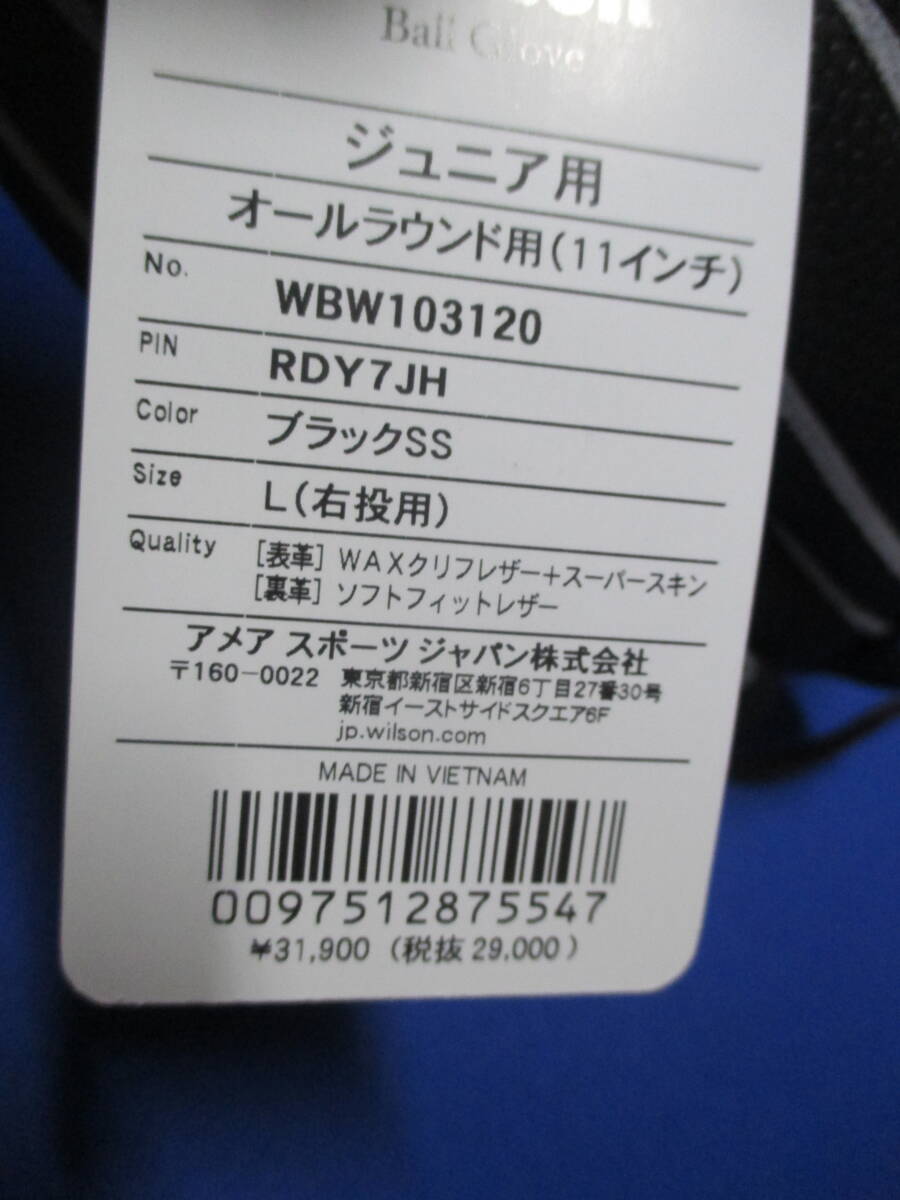 Ball Glove
ジュニア用
オールラウンド用(11インチ)
No. WBW103120
PIN RDY7JH
Color ブラックSS
Size L(右投用)
Quality [表革] WAXクリフレザー+スーパースキン
[裏革] ソフトフィットレザー
アメア スポーツ ジャパン株式会社
〒160-0022 東京都新宿区新宿6丁目27番30号
新宿イーストサイドスクエア6F
jp.wilson.com
MADE IN VIETNAM
0097512875547
¥31,900 (税抜 29,000)